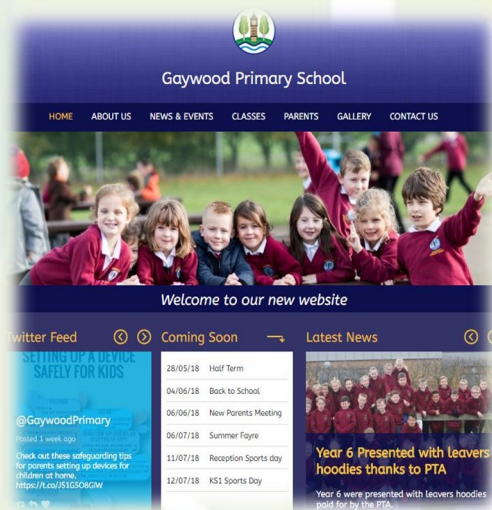 Gaywood Primary School
HOME ABOUT US NEWS & EVENTS CLASSES PARENTS GALLERY CONTACT US
Welcome to our new website
Twitter Feed
SETTING UP A DEVICE
SAFELY FOR KIDS
@GaywoodPrimary
Posted 1 week ago
Check out these safeguarding tips
for parents setting up devices for
children at home.
https://t.co/JS1G5O8GIW
Coming Soon
28/05/18 Half Term
04/06/18 Back to School
06/06/18 New Parents Meeting
06/07/18 Summer Fayre
11/07/18 Reception Sports day
12/07/18 KS1 Sports Day
Latest News
Year 6 Presented with leavers
hoodies thanks to PTA
Year 6 were presented with leavers hoodies
paid for by the PTA.